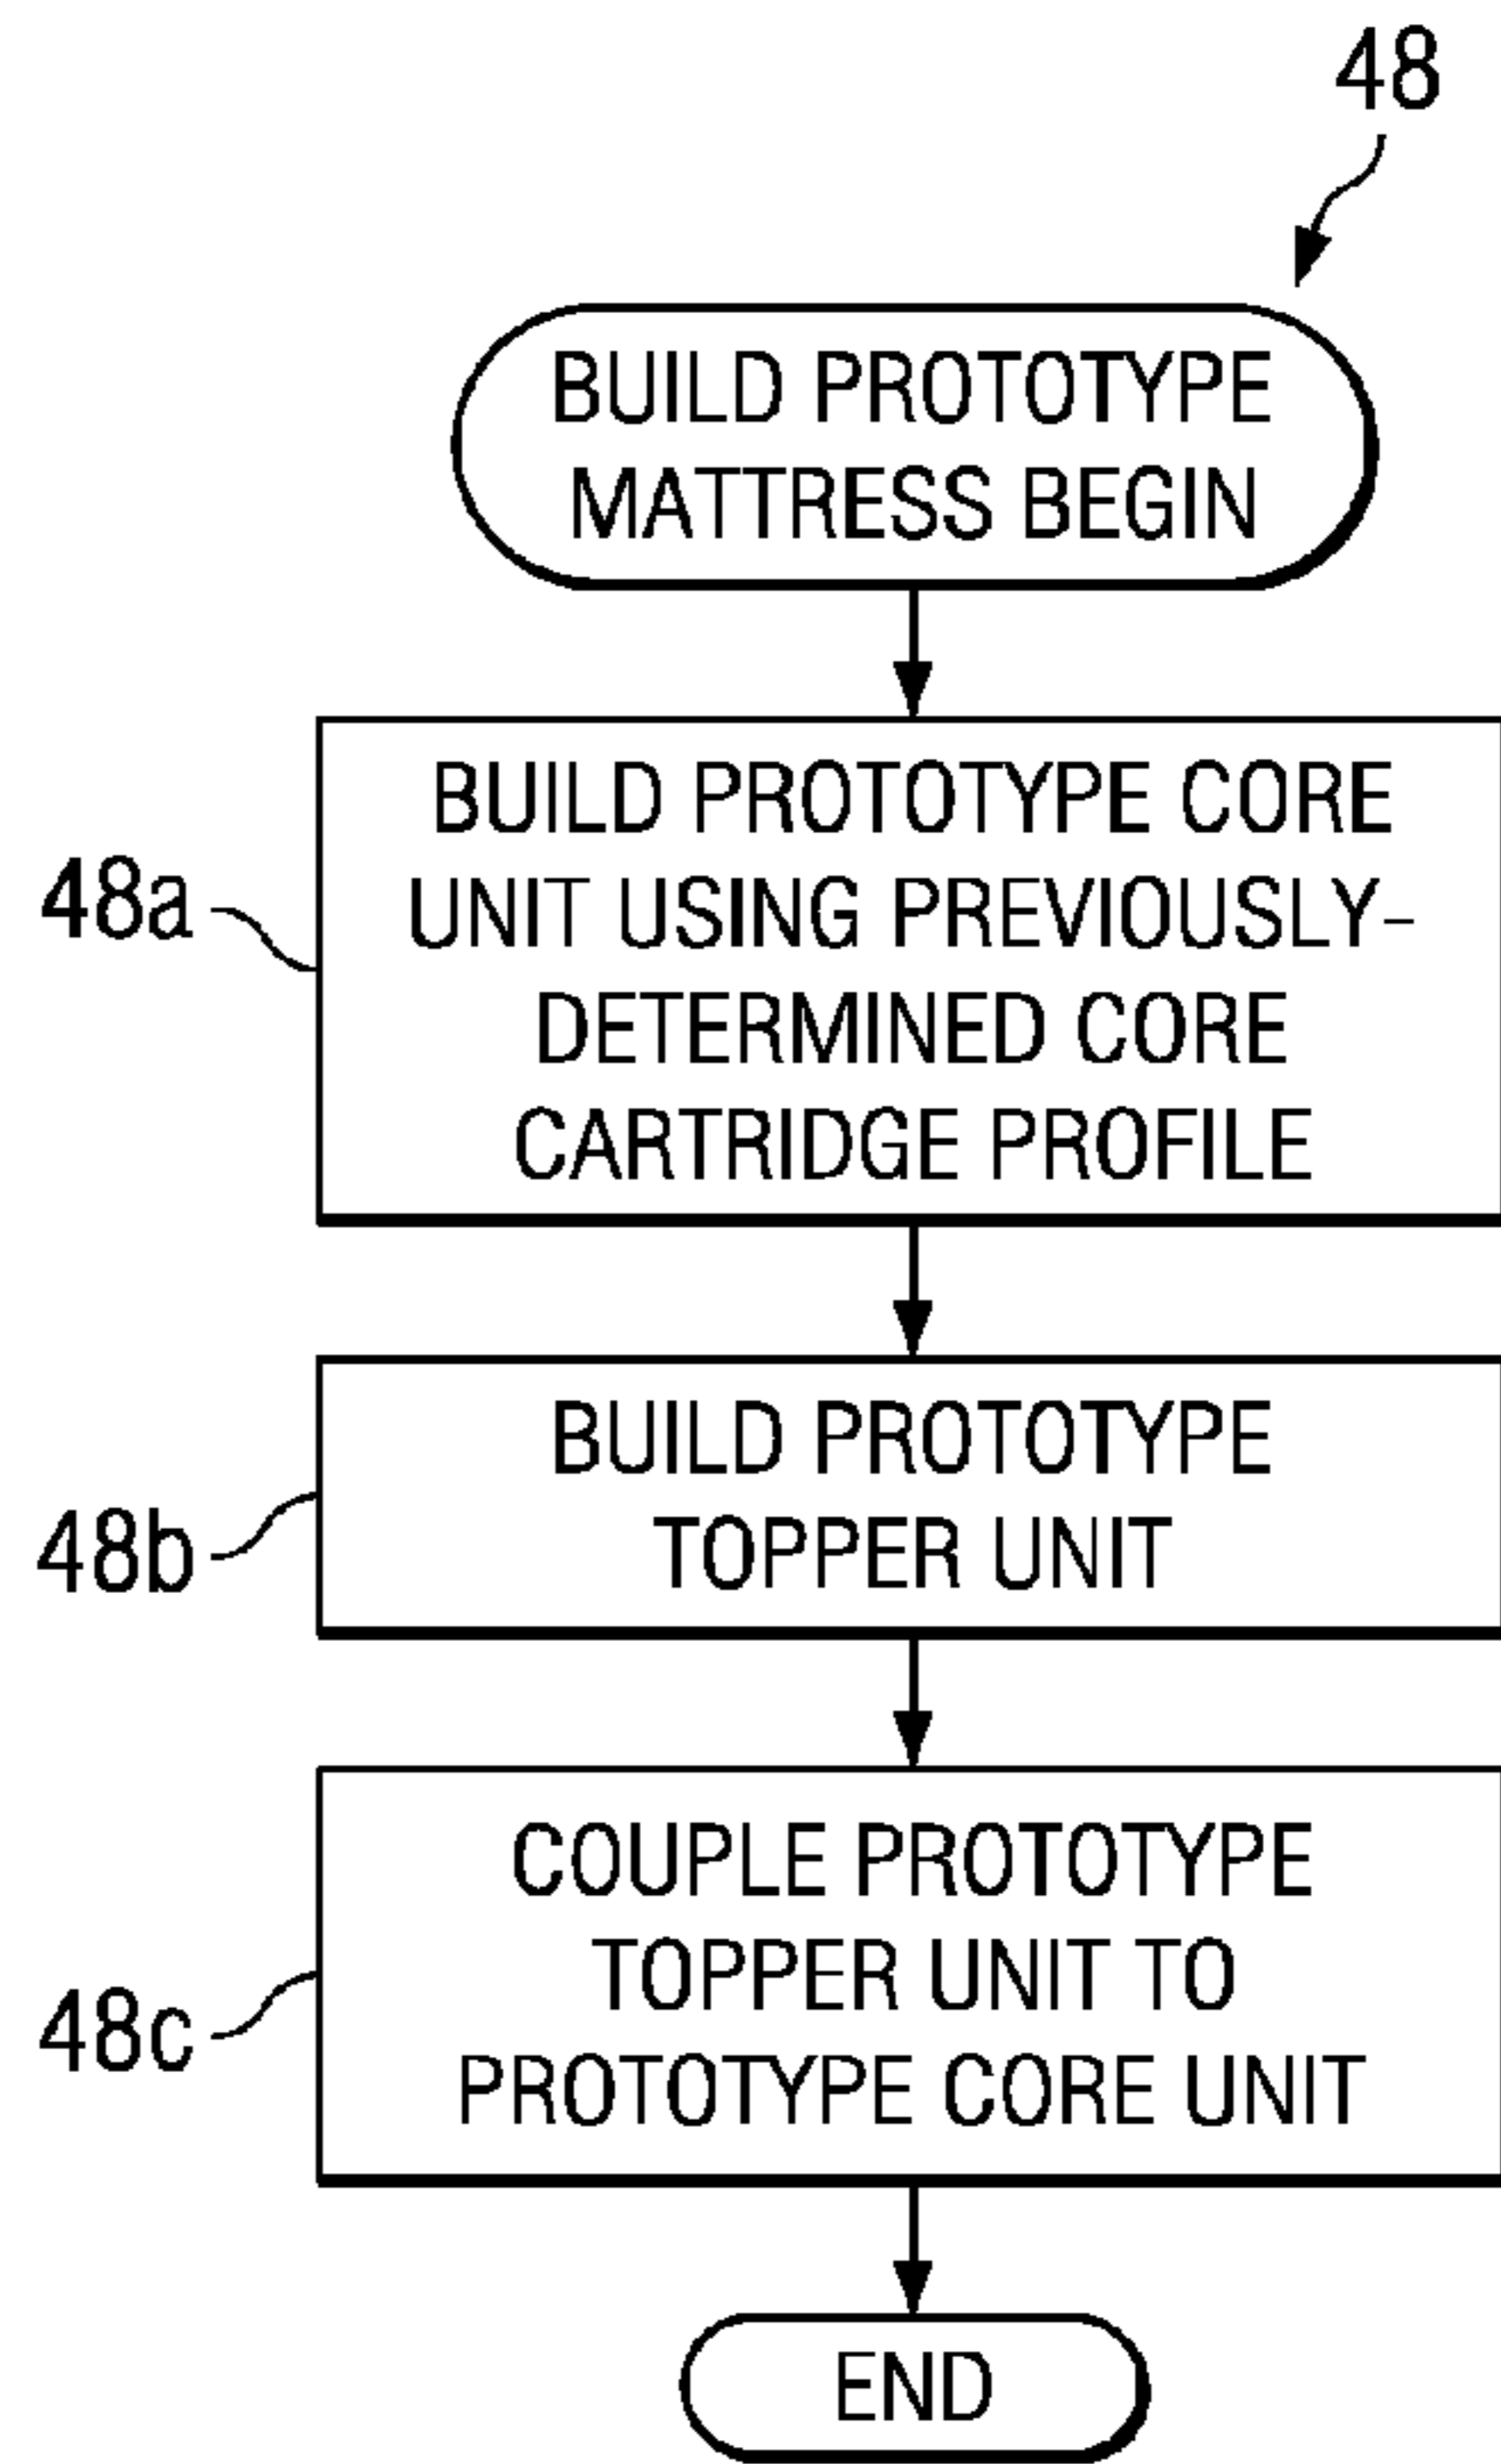 48
BUILD PROTOTYPE
MATTRESS BEGIN
BUILD PROTOTYPE CORE
UNIT USING PREVIOUSLY-
DETERMINED CORE
CARTRIDGE PROFILE
48a
BUILD PROTOTYPE
TOPPER UNIT
48b
COUPLE PROTOTYPE
TOPPER UNIT TO
PROTOTYPE CORE UNIT
48c
END